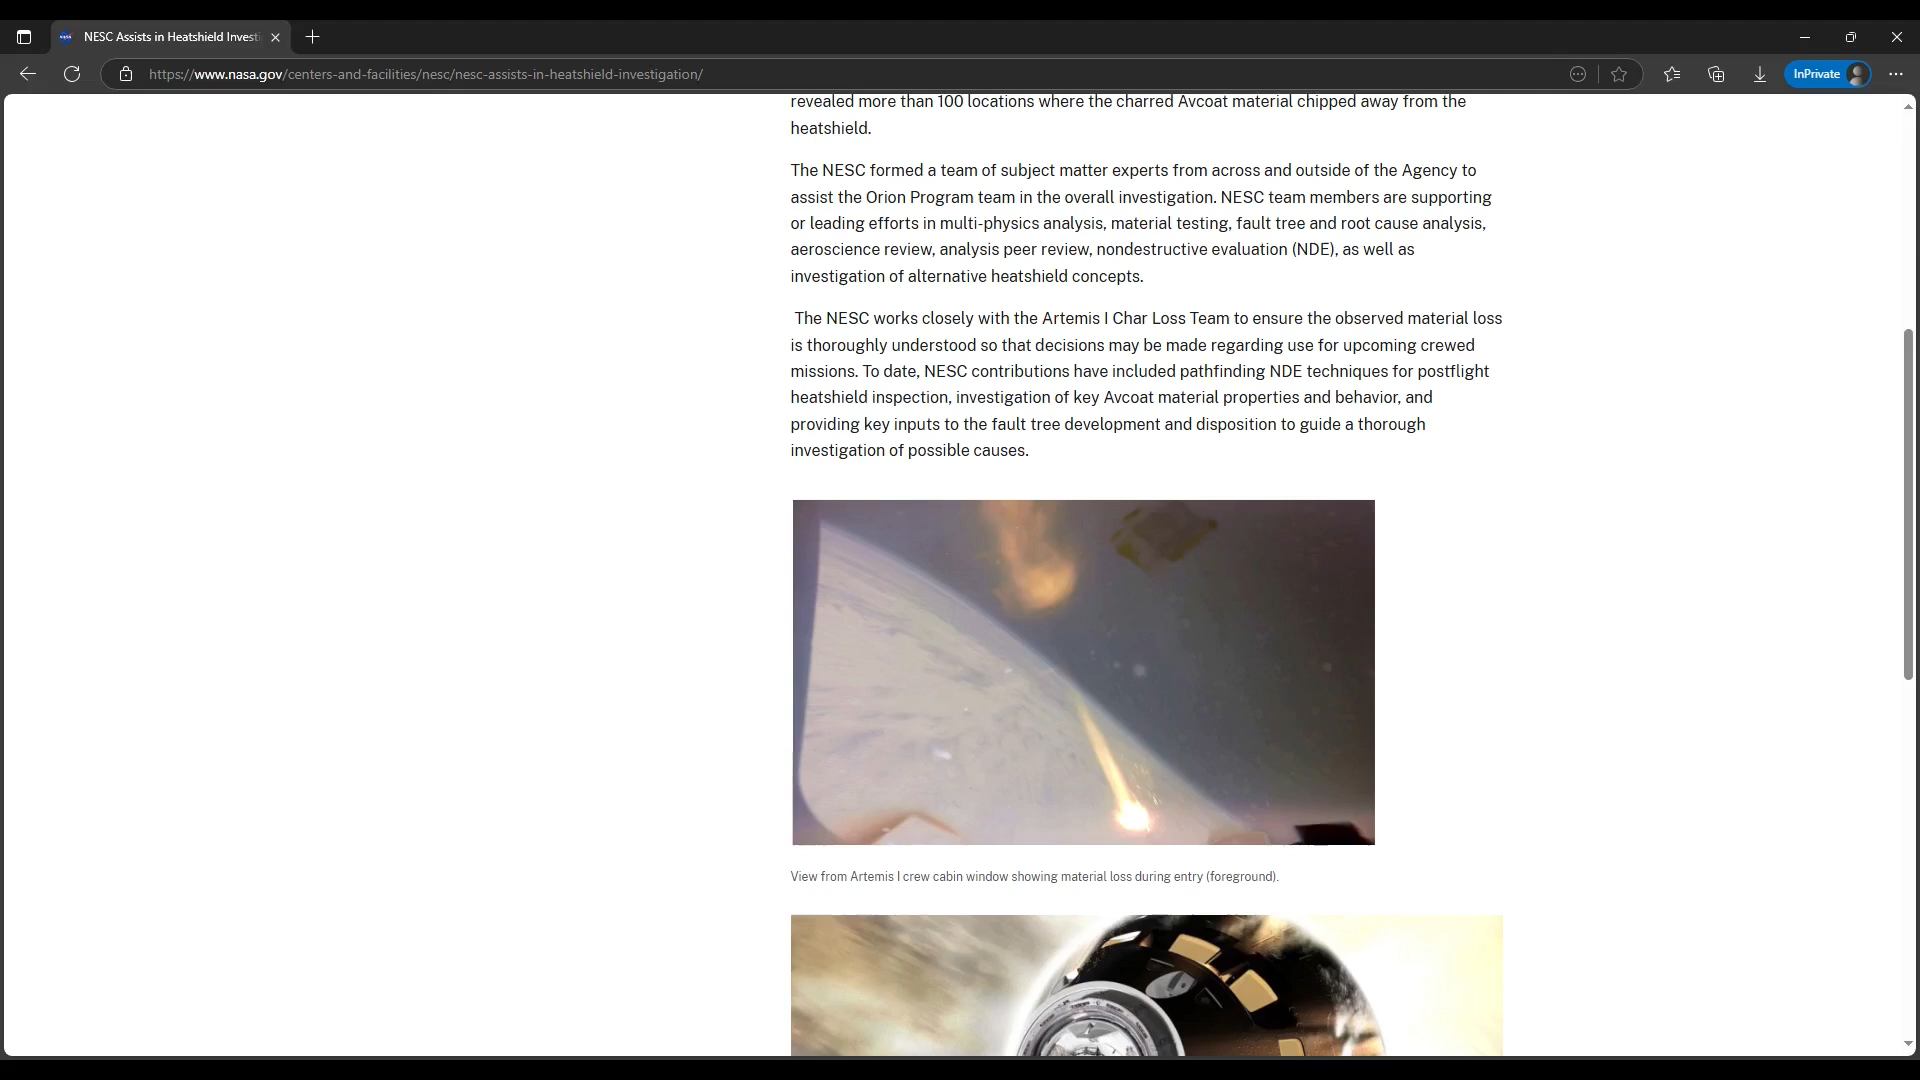 NESC Assists in Heatshield Investi
https://www.nasa.gov/centers-and-facilities/nesc/nesc-assists-in-heatshield-investigation/
InPrivate
revealed more than 100 locations where the charred Avcoat material chipped away from the
heatshield.
The NESC formed a team of subject matter experts from across and outside of the Agency to
assist the Orion Program team in the overall investigation. NESC team members are supporting
or leading efforts in multi-physics analysis, material testing, fault tree and root cause analysis,
aeroscience review, analysis peer review, nondestructive evaluation (NDE), as well as
investigation of alternative heatshield concepts.
The NESC works closely with the Artemis I Char Loss Team to ensure the observed material loss
is thoroughly understood so that decisions may be made regarding use for upcoming crewed
missions. To date, NESC contributions have included pathfinding NDE techniques for postflight
heatshield inspection, investigation of key Avcoat material properties and behavior, and
providing key inputs to the fault tree development and disposition to guide a thorough
investigation of possible causes.
View from Artemis I crew cabin window showing material loss during entry (foreground).